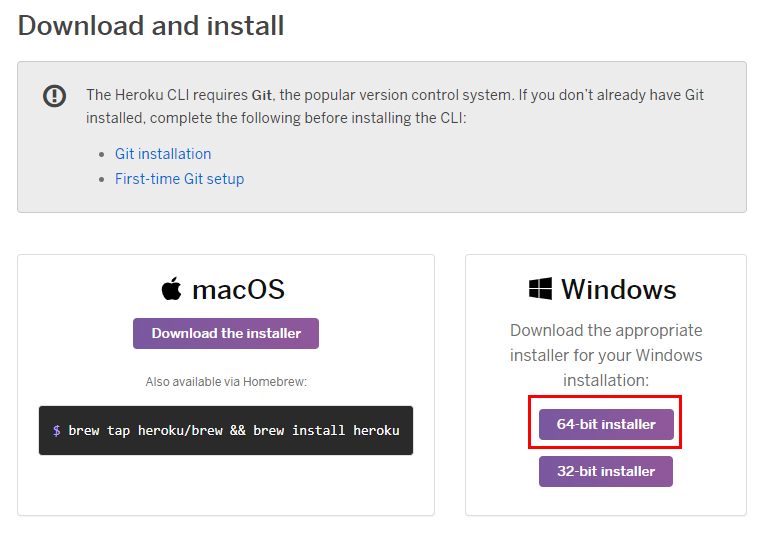 Download and install
The Heroku CLI requires Git, the popular version control system. If you don’t already have Git
installed, complete the following before installing the CLI:
• Git installation
• First-time Git setup
macOS
Download the installer
Also available via Homebrew:
$ brew tap heroku/brew && brew install heroku
Windows
Download the appropriate
installer for your Windows
installation:
64-bit installer
32-bit installer